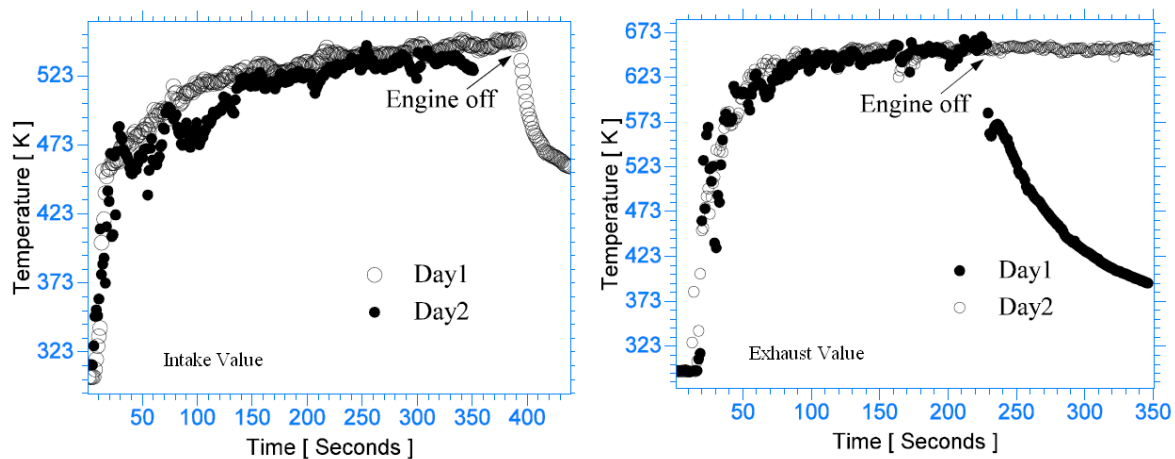 523
473
423
373
323
Temperature [ K ]
Engine off
Day1
Day2
Intake Value
50 100 150 200 250 300 350 400
Time [ Seconds ]
673
623
573
523
473
423
373
323
Temperature [ K ]
Engine off
Day1
Day2
Exhaust Value
50 100 150 200 250 300 350
Time [ Seconds ]